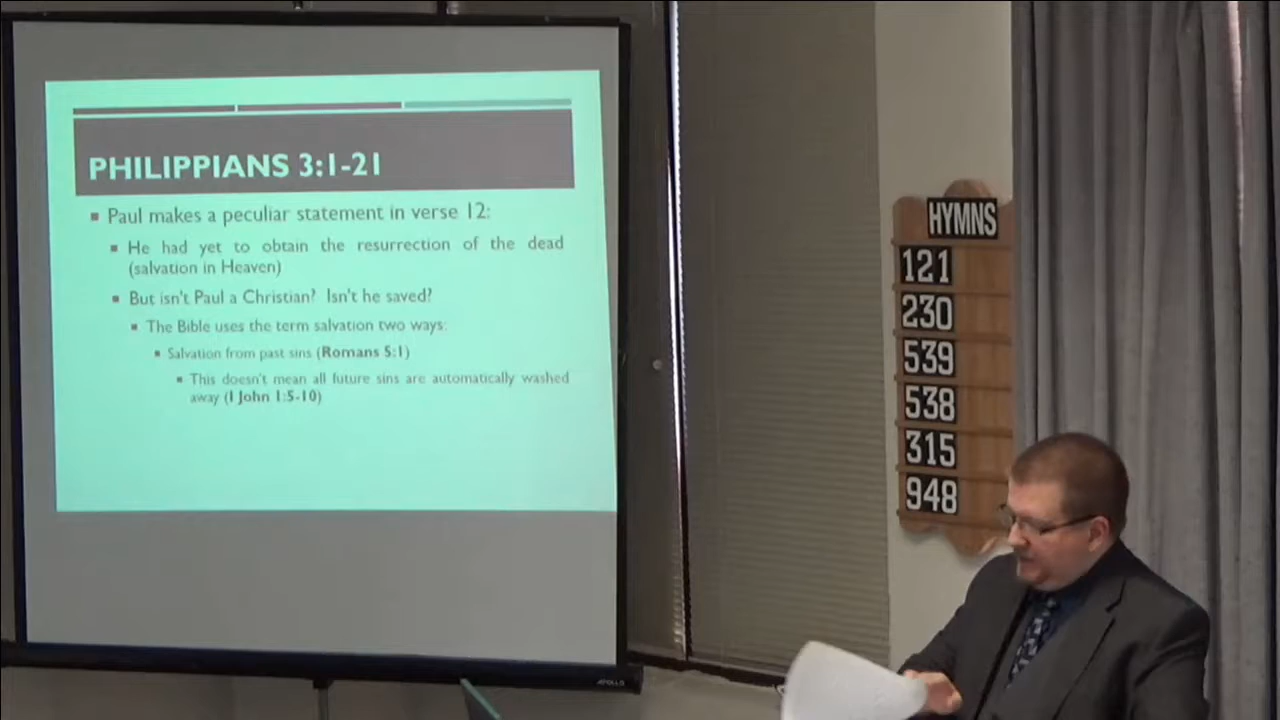 PHILIPPIANS 3:1-21
▪ Paul makes a peculiar statement in verse 12:
▪ He had yet to obtain the resurrection of the dead
(salvation in Heaven)
▪ But isn't Paul a Christian? Isn't he saved?
▪ The Bible uses the term salvation two ways:
▪ Salvation from past sins (Romans 5:1)
▪ This doesn't mean all future sins are automatically washed
away (I John 1:5-10)
HYMNS
121
230
539
538
315
948
APOLLO